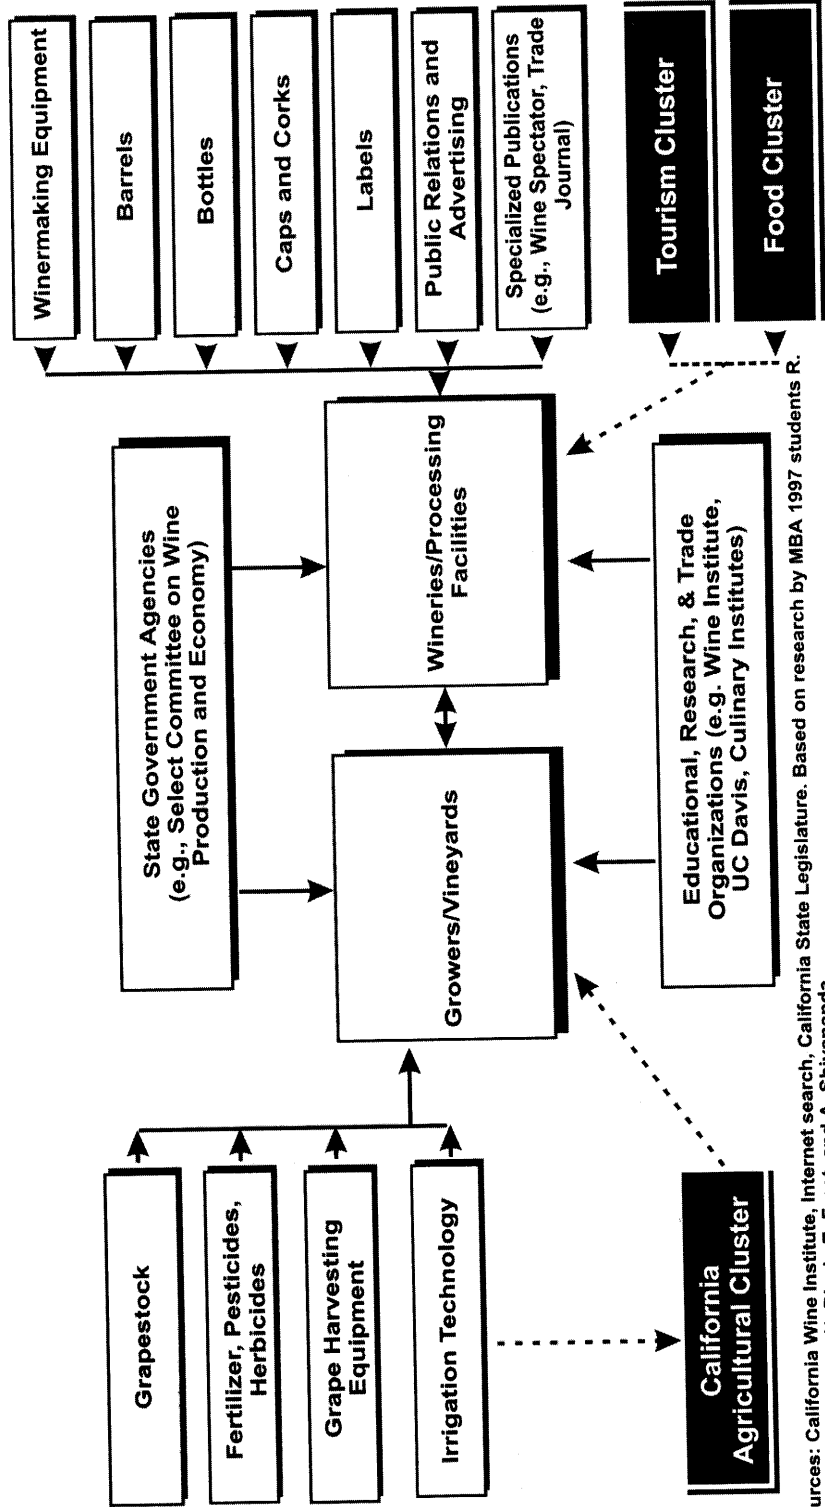 Grapestock
Fertilizer, Pesticides,
Herbicides
Grape Harvesting
Equipment
Irrigation Technology
State Government Agencies
(e.g., Select Committee on Wine
Production and Economy)
Growers/Vineyards
Wineries/Processing
Facilities
Winermaking Equipment
Barrels
Bottles
Caps and Corks
Labels
Public Relations and
Advertising
Specialized Publications
(e.g., Wine Spectator, Trade
Journal)
California
Agricultural Cluster
Educational, Research, & Trade
Organizations (e.g. Wine Institute,
UC Davis, Culinary Institutes)
Tourism Cluster
Food Cluster
urces: California Wine Institute, Internet search, California State Legislature. Based on research by MBA 1997 students R.